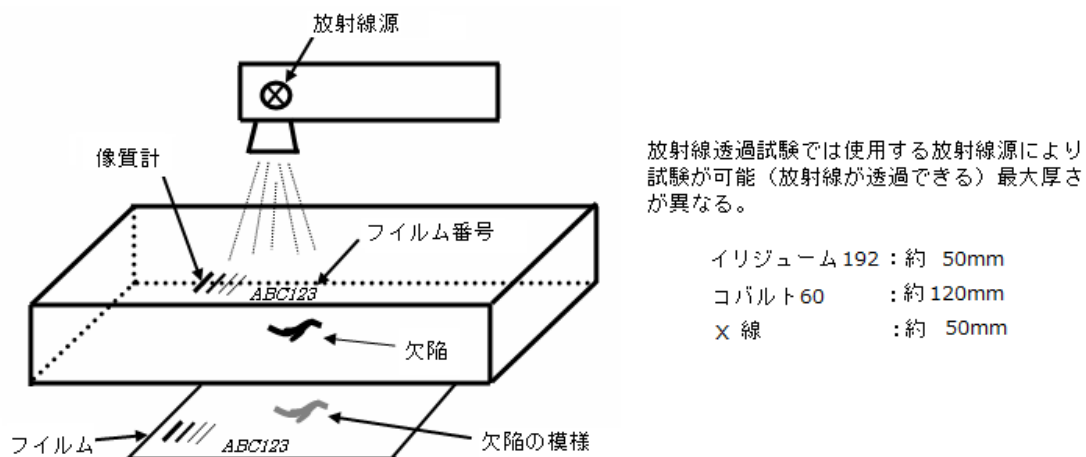 放射線源
像質計
フイルム番号
ABC123
欠陥
フイルム
ABC123
欠陥の模様
放射線透過試験では使用する放射線源により
試験が可能（放射線が透過できる）最大厚さ
が異なる。
イリジューム192：約 50mm
コバルト60 ：約120mm
X 線 ：約 50mm